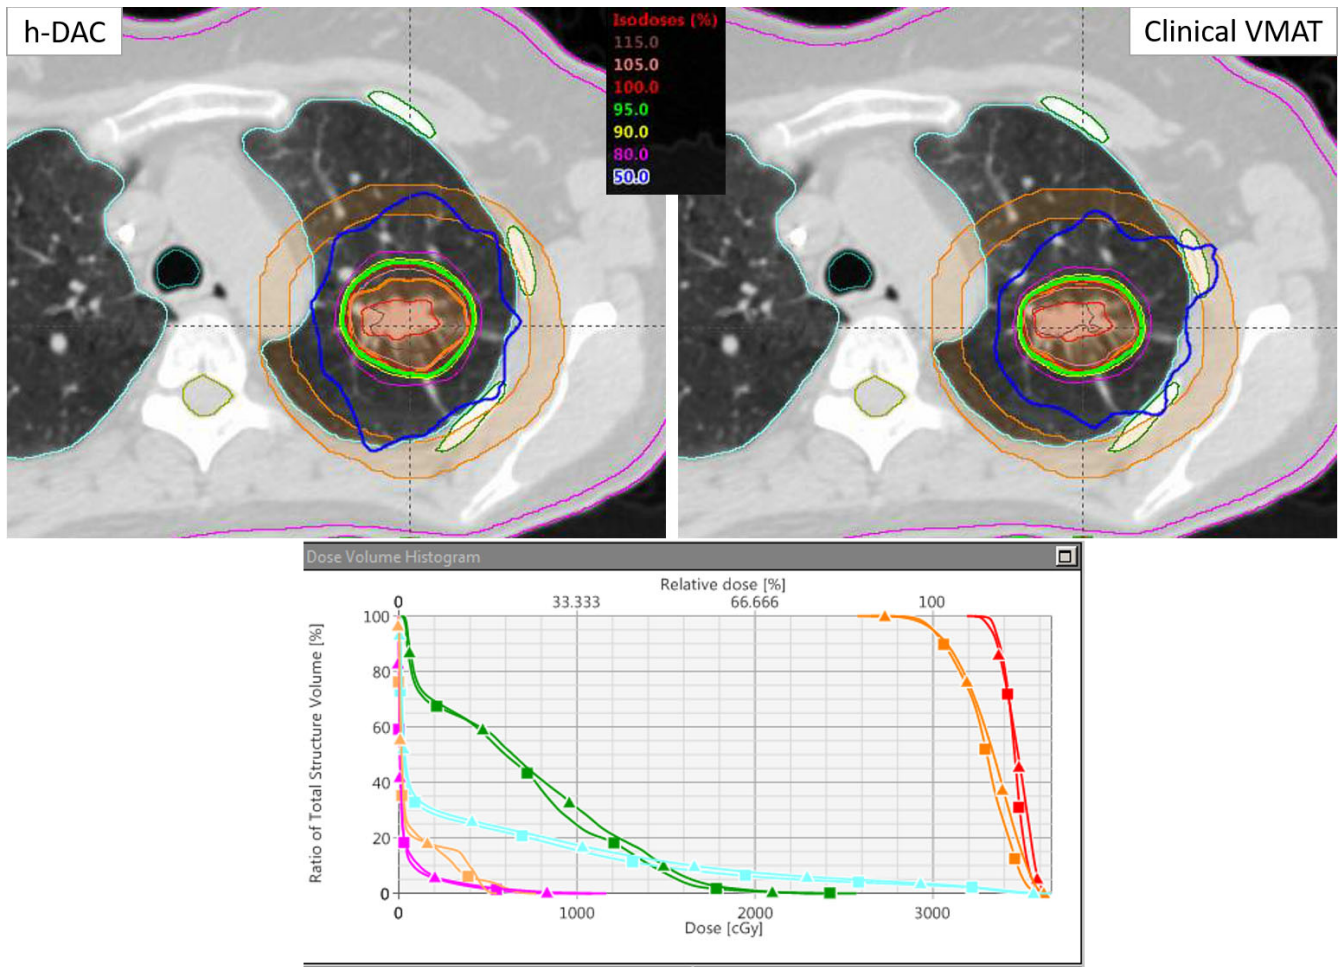 h-DAC
Isodoses (%)
115.0
105.0
100.0
95.0
90.0
80.0
50.0
Clinical VMAT
Dose Volume Histogram
Relative dose [%]
0 33.333 66.666 100
Ratio of Total Structure Volume [%]
100
80
60
40
20
0
0 1000 2000 3000
Dose [cGy]